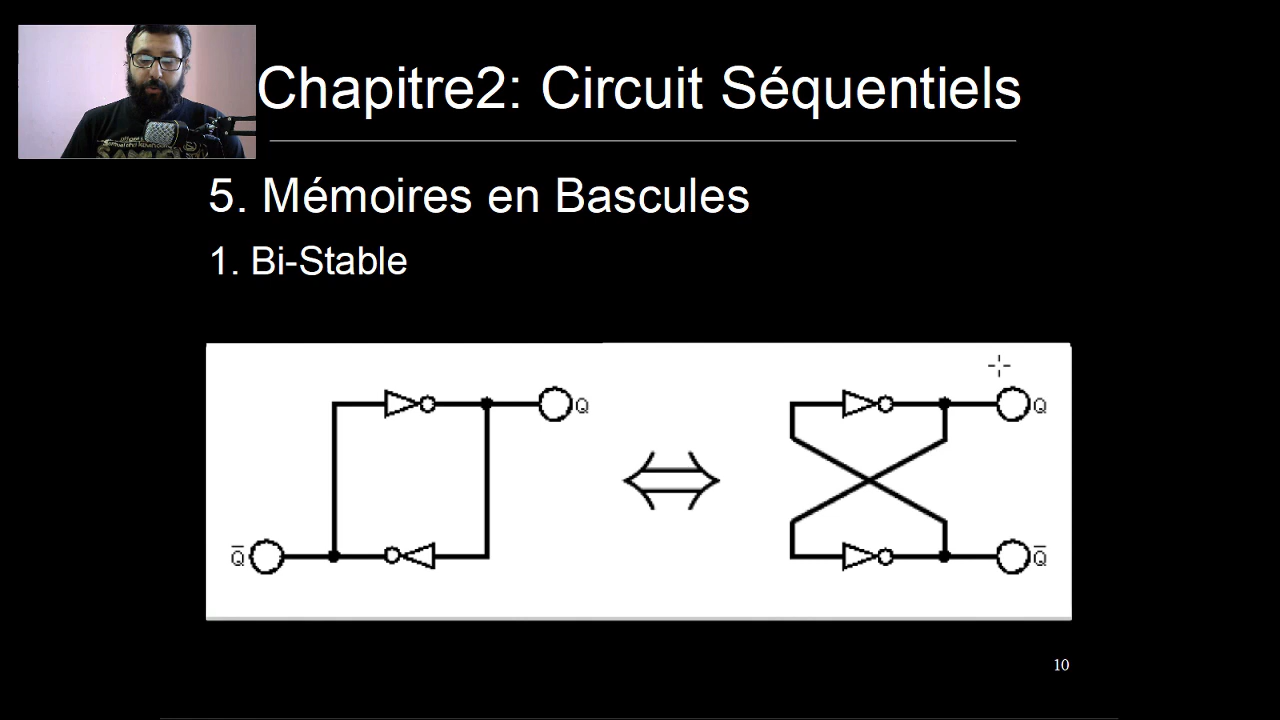 Chapitre2: Circuit Séquentiels
5. Mémoires en Bascules
1. Bi-Stable
Q
Q
Q̅
Q̅
10